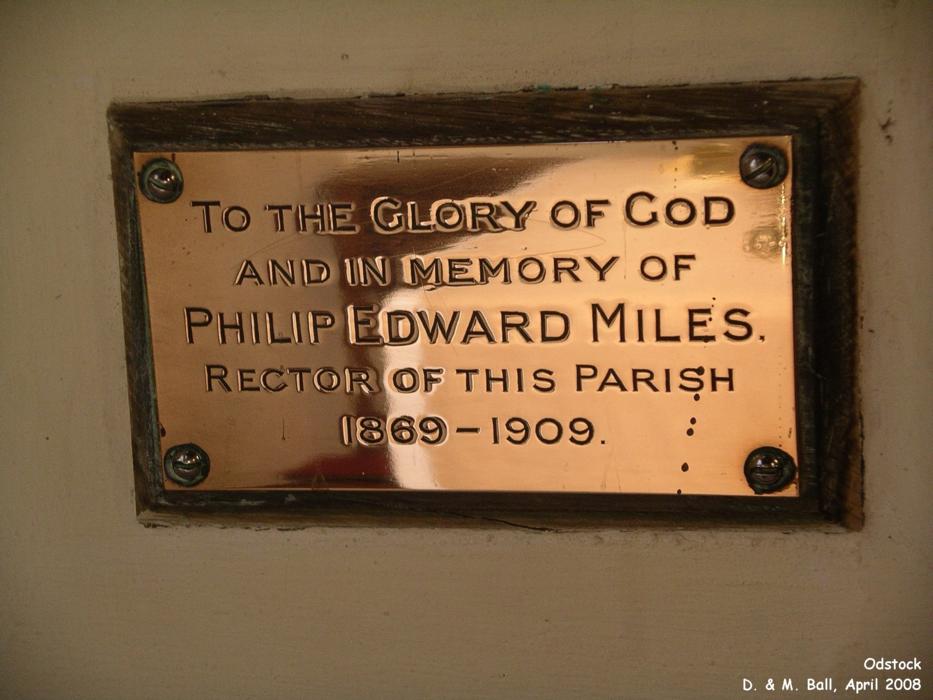 TO THE GLORY OF GOD
AND IN MEMORY OF
PHILIP EDWARD MILES.
RECTOR OF THIS PARISH
1869-1909.
Odstock
D. & M. Ball, April 2008